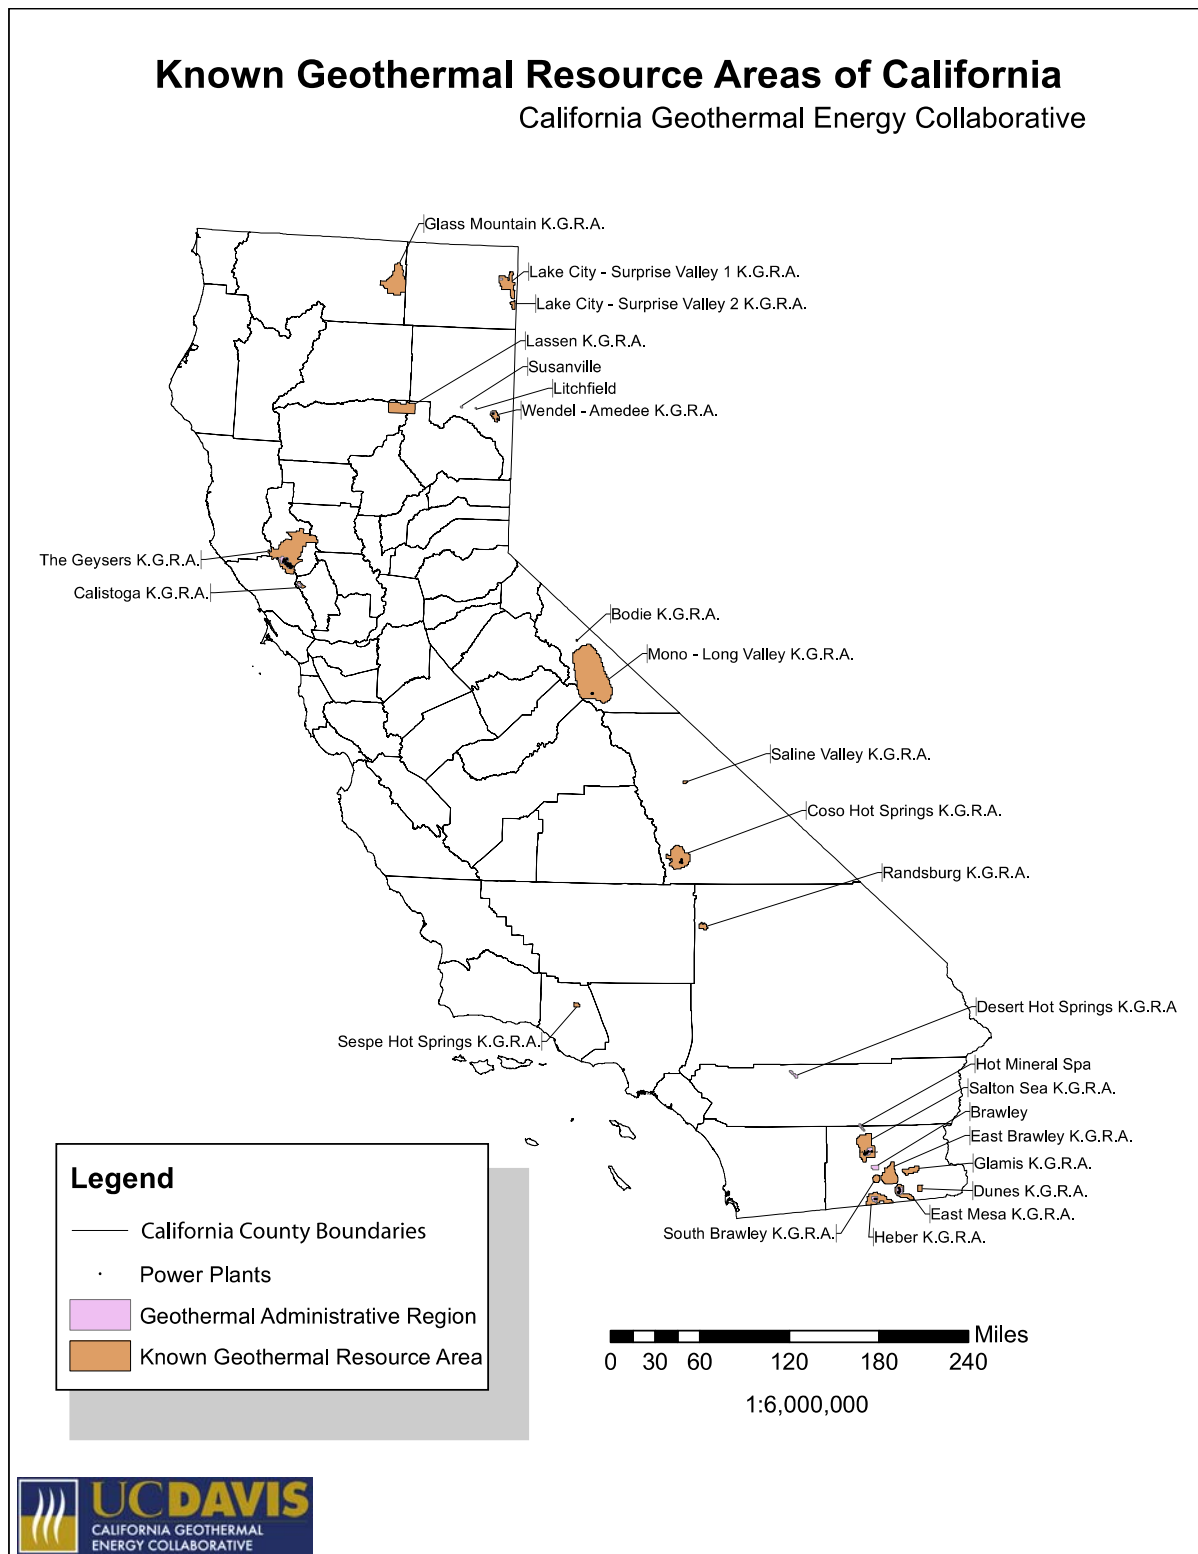 Known Geothermal Resource Areas of California
California Geothermal Energy Collaborative
Glass Mountain K.G.R.A.
Lake City - Surprise Valley 1 K.G.R.A.
Lake City - Surprise Valley 2 K.G.R.A.
Lassen K.G.R.A.
Susanville
Litchfield
Wendel - Amedee K.G.R.A.
The Geysers K.G.R.A.
Calistoga K.G.R.A.
Bodie K.G.R.A.
Mono - Long Valley K.G.R.A.
Saline Valley K.G.R.A.
Coso Hot Springs K.G.R.A.
Randsburg K.G.R.A.
Desert Hot Springs K.G.R.A
Sespe Hot Springs K.G.R.A.
Hot Mineral Spa
Salton Sea K.G.R.A.
Brawley
East Brawley K.G.R.A.
Glamis K.G.R.A.
Dunes K.G.R.A.
East Mesa K.G.R.A.
South Brawley K.G.R.A.
Heber K.G.R.A.
Legend
California County Boundaries
Power Plants
Geothermal Administrative Region
Known Geothermal Resource Area
Miles
0 30 60 120 180 240
1:6,000,000
UCDAVIS
CALIFORNIA GEOTHERMAL
ENERGY COLLABORATIVE